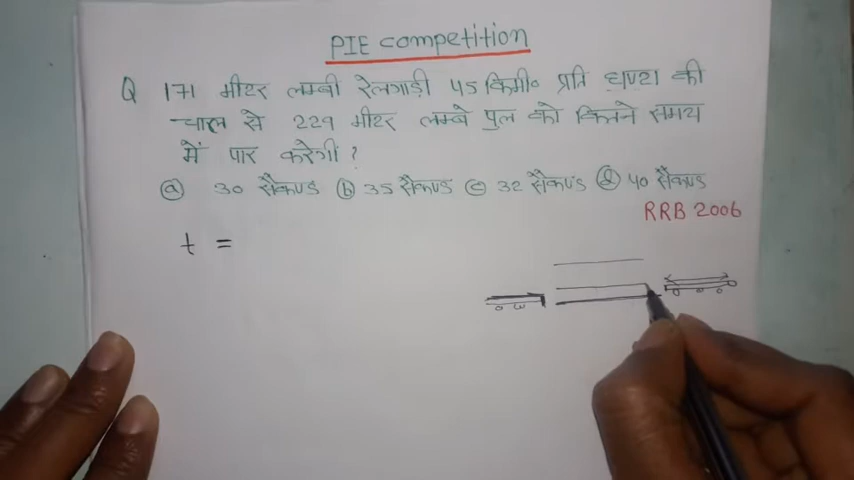 PIE competition
Q 171 मीटर लम्बी रेलगाड़ी 45 किमी० प्रति घण्टा की
चाल से 229 मीटर लम्बे पुल को कितने समय
में पार करेगी ?
(a) 30 सैकण्ड (b) 35 सैकण्ड (c) 32 सैकण्ड (d) 40 सैकण्ड
RRB 2006
t =